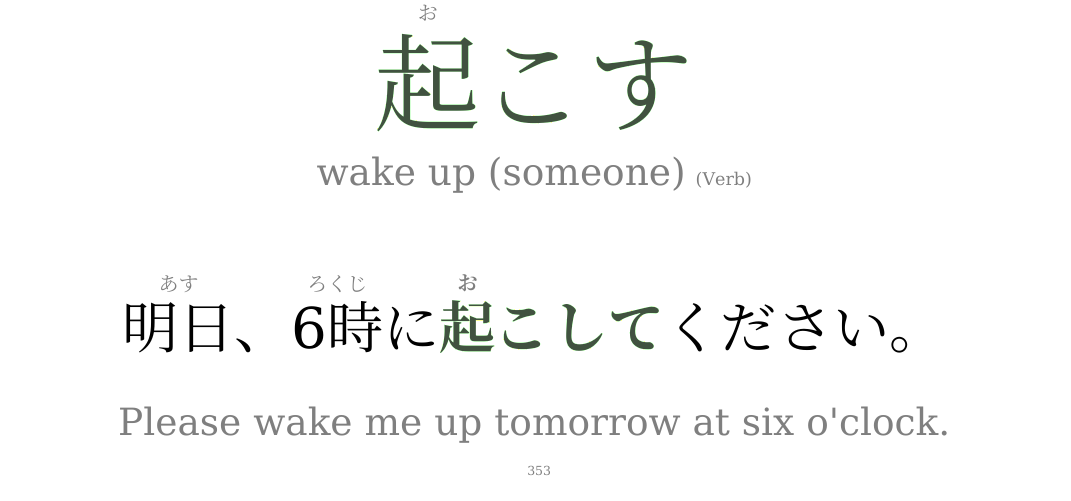 お
起こす
wake up (someone) (Verb)
あす ろくじ お
明日、6時に起こしてください。
Please wake me up tomorrow at six o'clock.
353